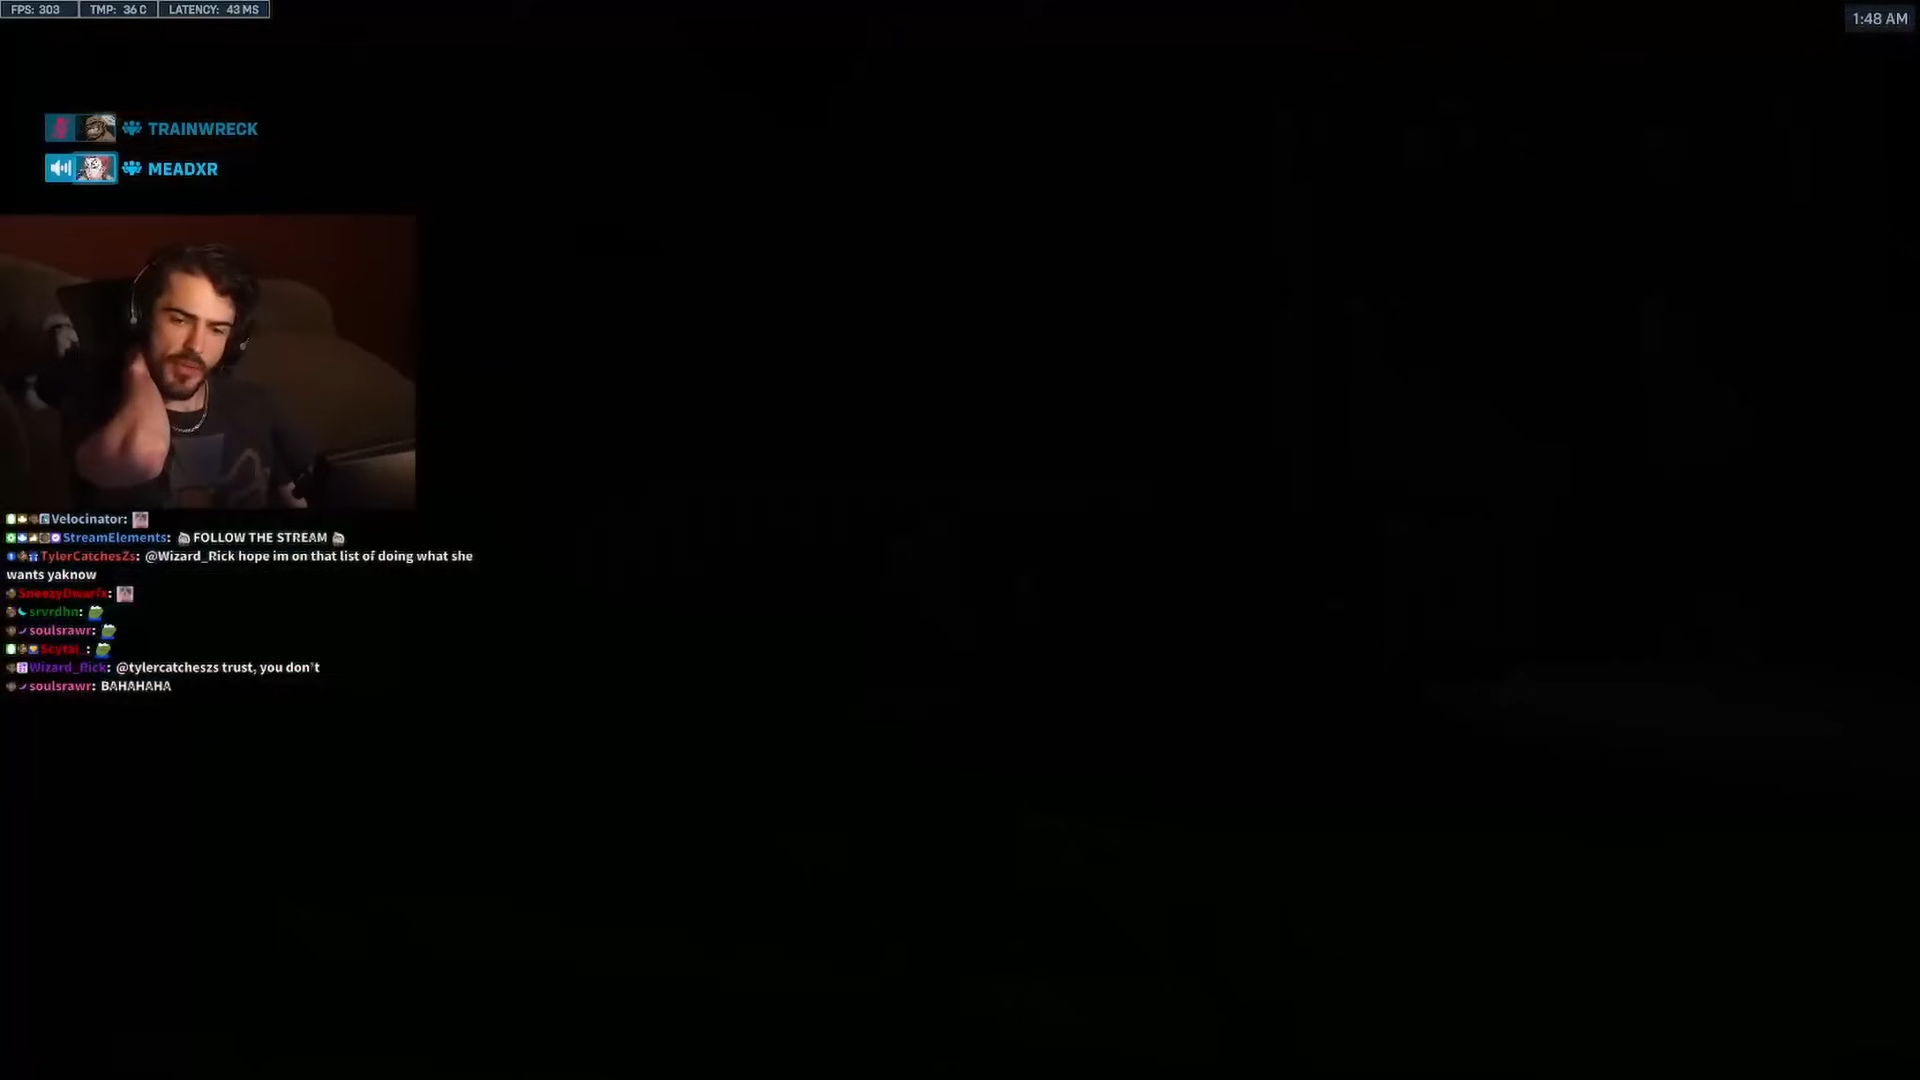 FPS: 303 TMP: 36 C LATENCY: 43 MS
1:48 AM
TRAINWRECK
MEADXR
Velocinator:
StreamElements: FOLLOW THE STREAM
TylerCatchesZs: @Wizard_Rick hope im on that list of doing what she
wants yaknow
SneezyDwarfs:
srvrdhn:
soulsrawr:
Wizard_Rick: @tylercatcheszs trust, you don't
soulsrawr: BAHAHAHA